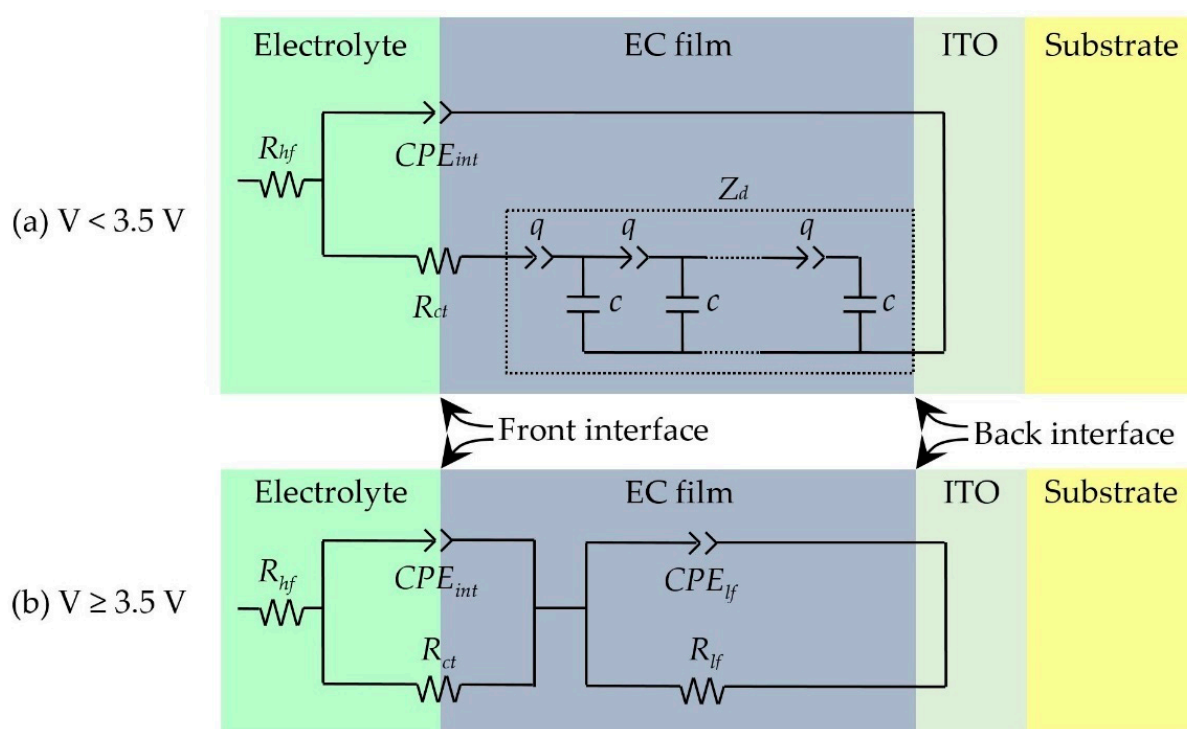 Electrolyte EC film ITO Substrate
R_hf
CPE_int
Z_d
(a) V < 3.5 V
q q q
R_ct
c c c
Front interface Back interface
Electrolyte EC film ITO Substrate
R_hf
CPE_int CPE_lf
(b) V ≥ 3.5 V
R_ct R_lf